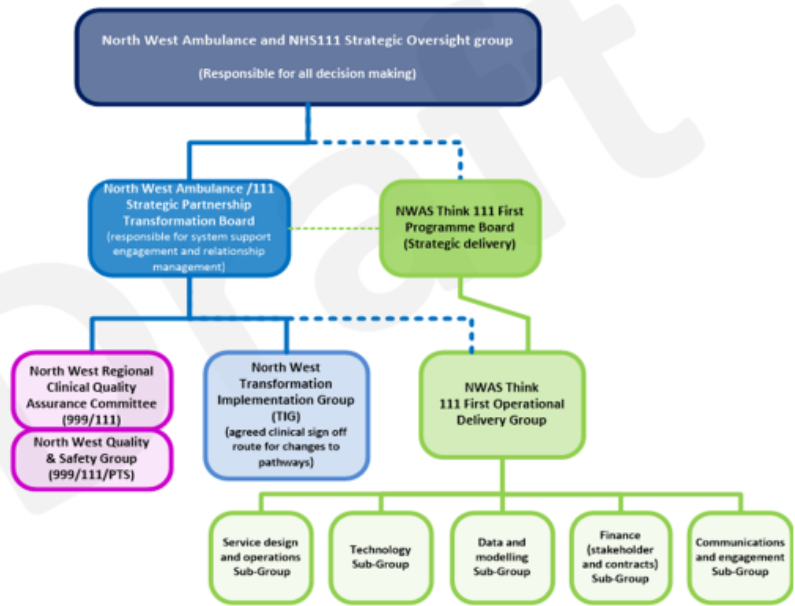 North West Ambulance and NHS111 Strategic Oversight group
(Responsible for all decision making)
North West Ambulance /111
Strategic Partnership
Transformation Board
(responsible for system support
engagement and relationship
management)
NWAS Think 111 First
Programme Board
(Strategic delivery)
North West Regional
Clinical Quality
Assurance Committee
(999/111)
North West Quality
& Safety Group
(999/111/PTS)
North West
Transformation
Implementation Group
(TIG)
(agreed clinical sign off
route for changes to
pathways)
NWAS Think
111 First Operational
Delivery Group
Service design
and operations
Sub-Group
Technology
Sub-Group
Data and
modelling
Sub-Group
Finance
(stakeholder
and contracts)
Sub-Group
Communications
and engagement
Sub-Group
Draft